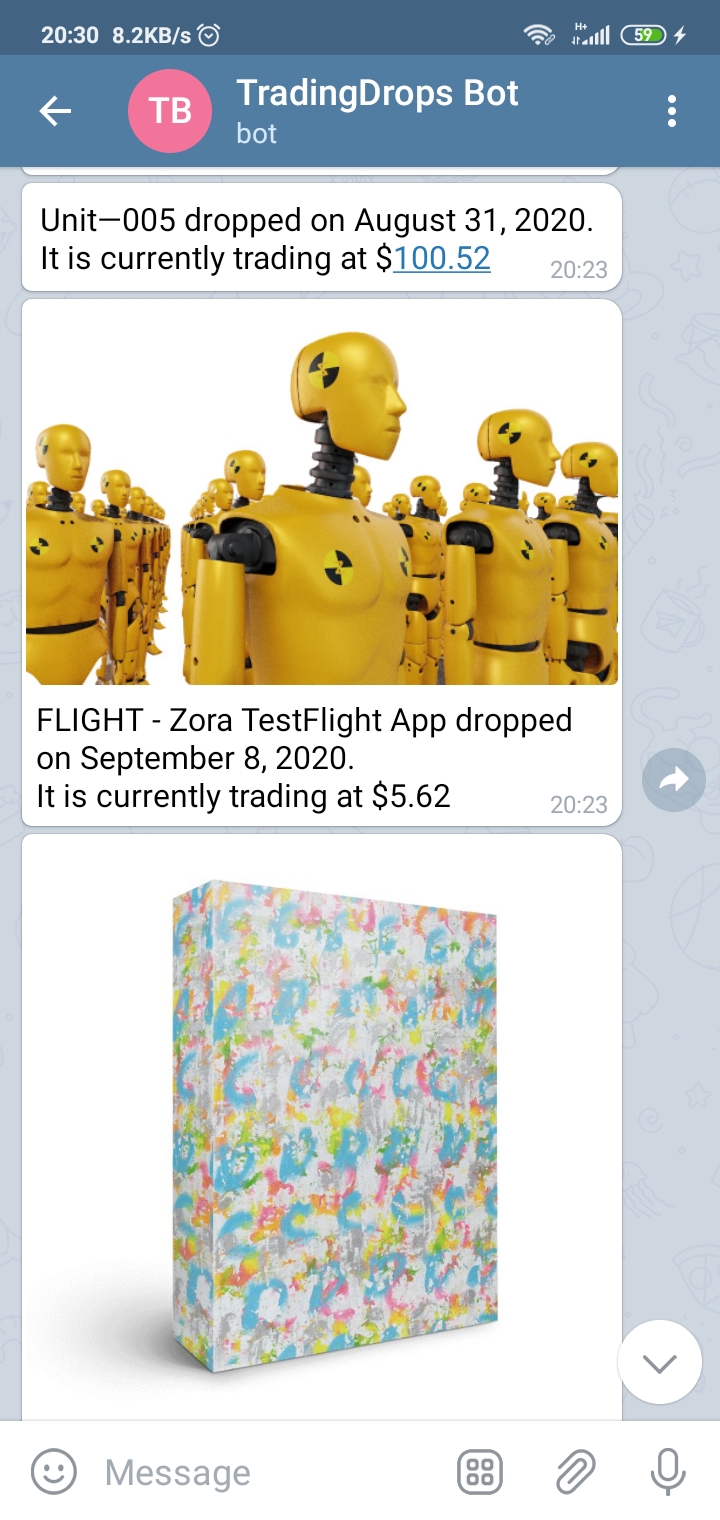 20:30 8.2KB/s
H+
59
TB
TradingDrops Bot
bot
Unit—005 dropped on August 31, 2020.
It is currently trading at $100.52
20:23
FLIGHT - Zora TestFlight App dropped
on September 8, 2020.
It is currently trading at $5.62
20:23
Message